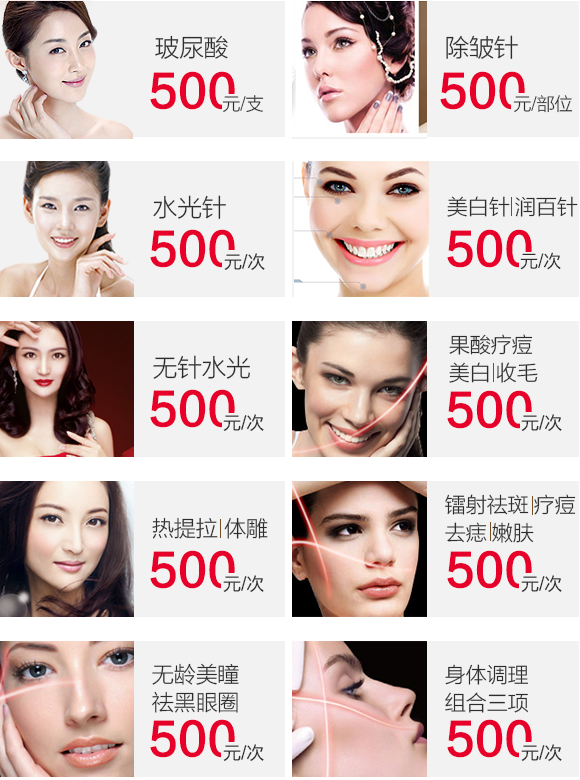 玻尿酸
500元/支
除皱针
500元/部位
水光针
500元/次
美白针|润百针
500元/次
无针水光
500元/次
果酸疗痘
美白|收毛
500元/次
热提拉|体雕
500元/次
镭射祛斑|疗痘
去痣|嫩肤
500元/次
无龄美瞳
祛黑眼圈
500元/次
身体调理
组合三项
500元/次